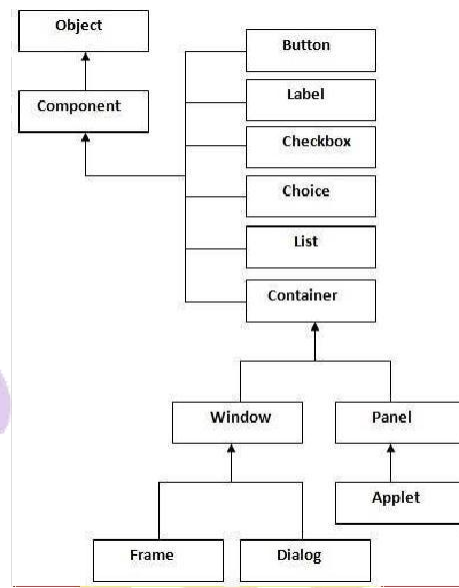 Object
Component
Button
Label
Checkbox
Choice
List
Container
Window
Panel
Applet
Frame
Dialog